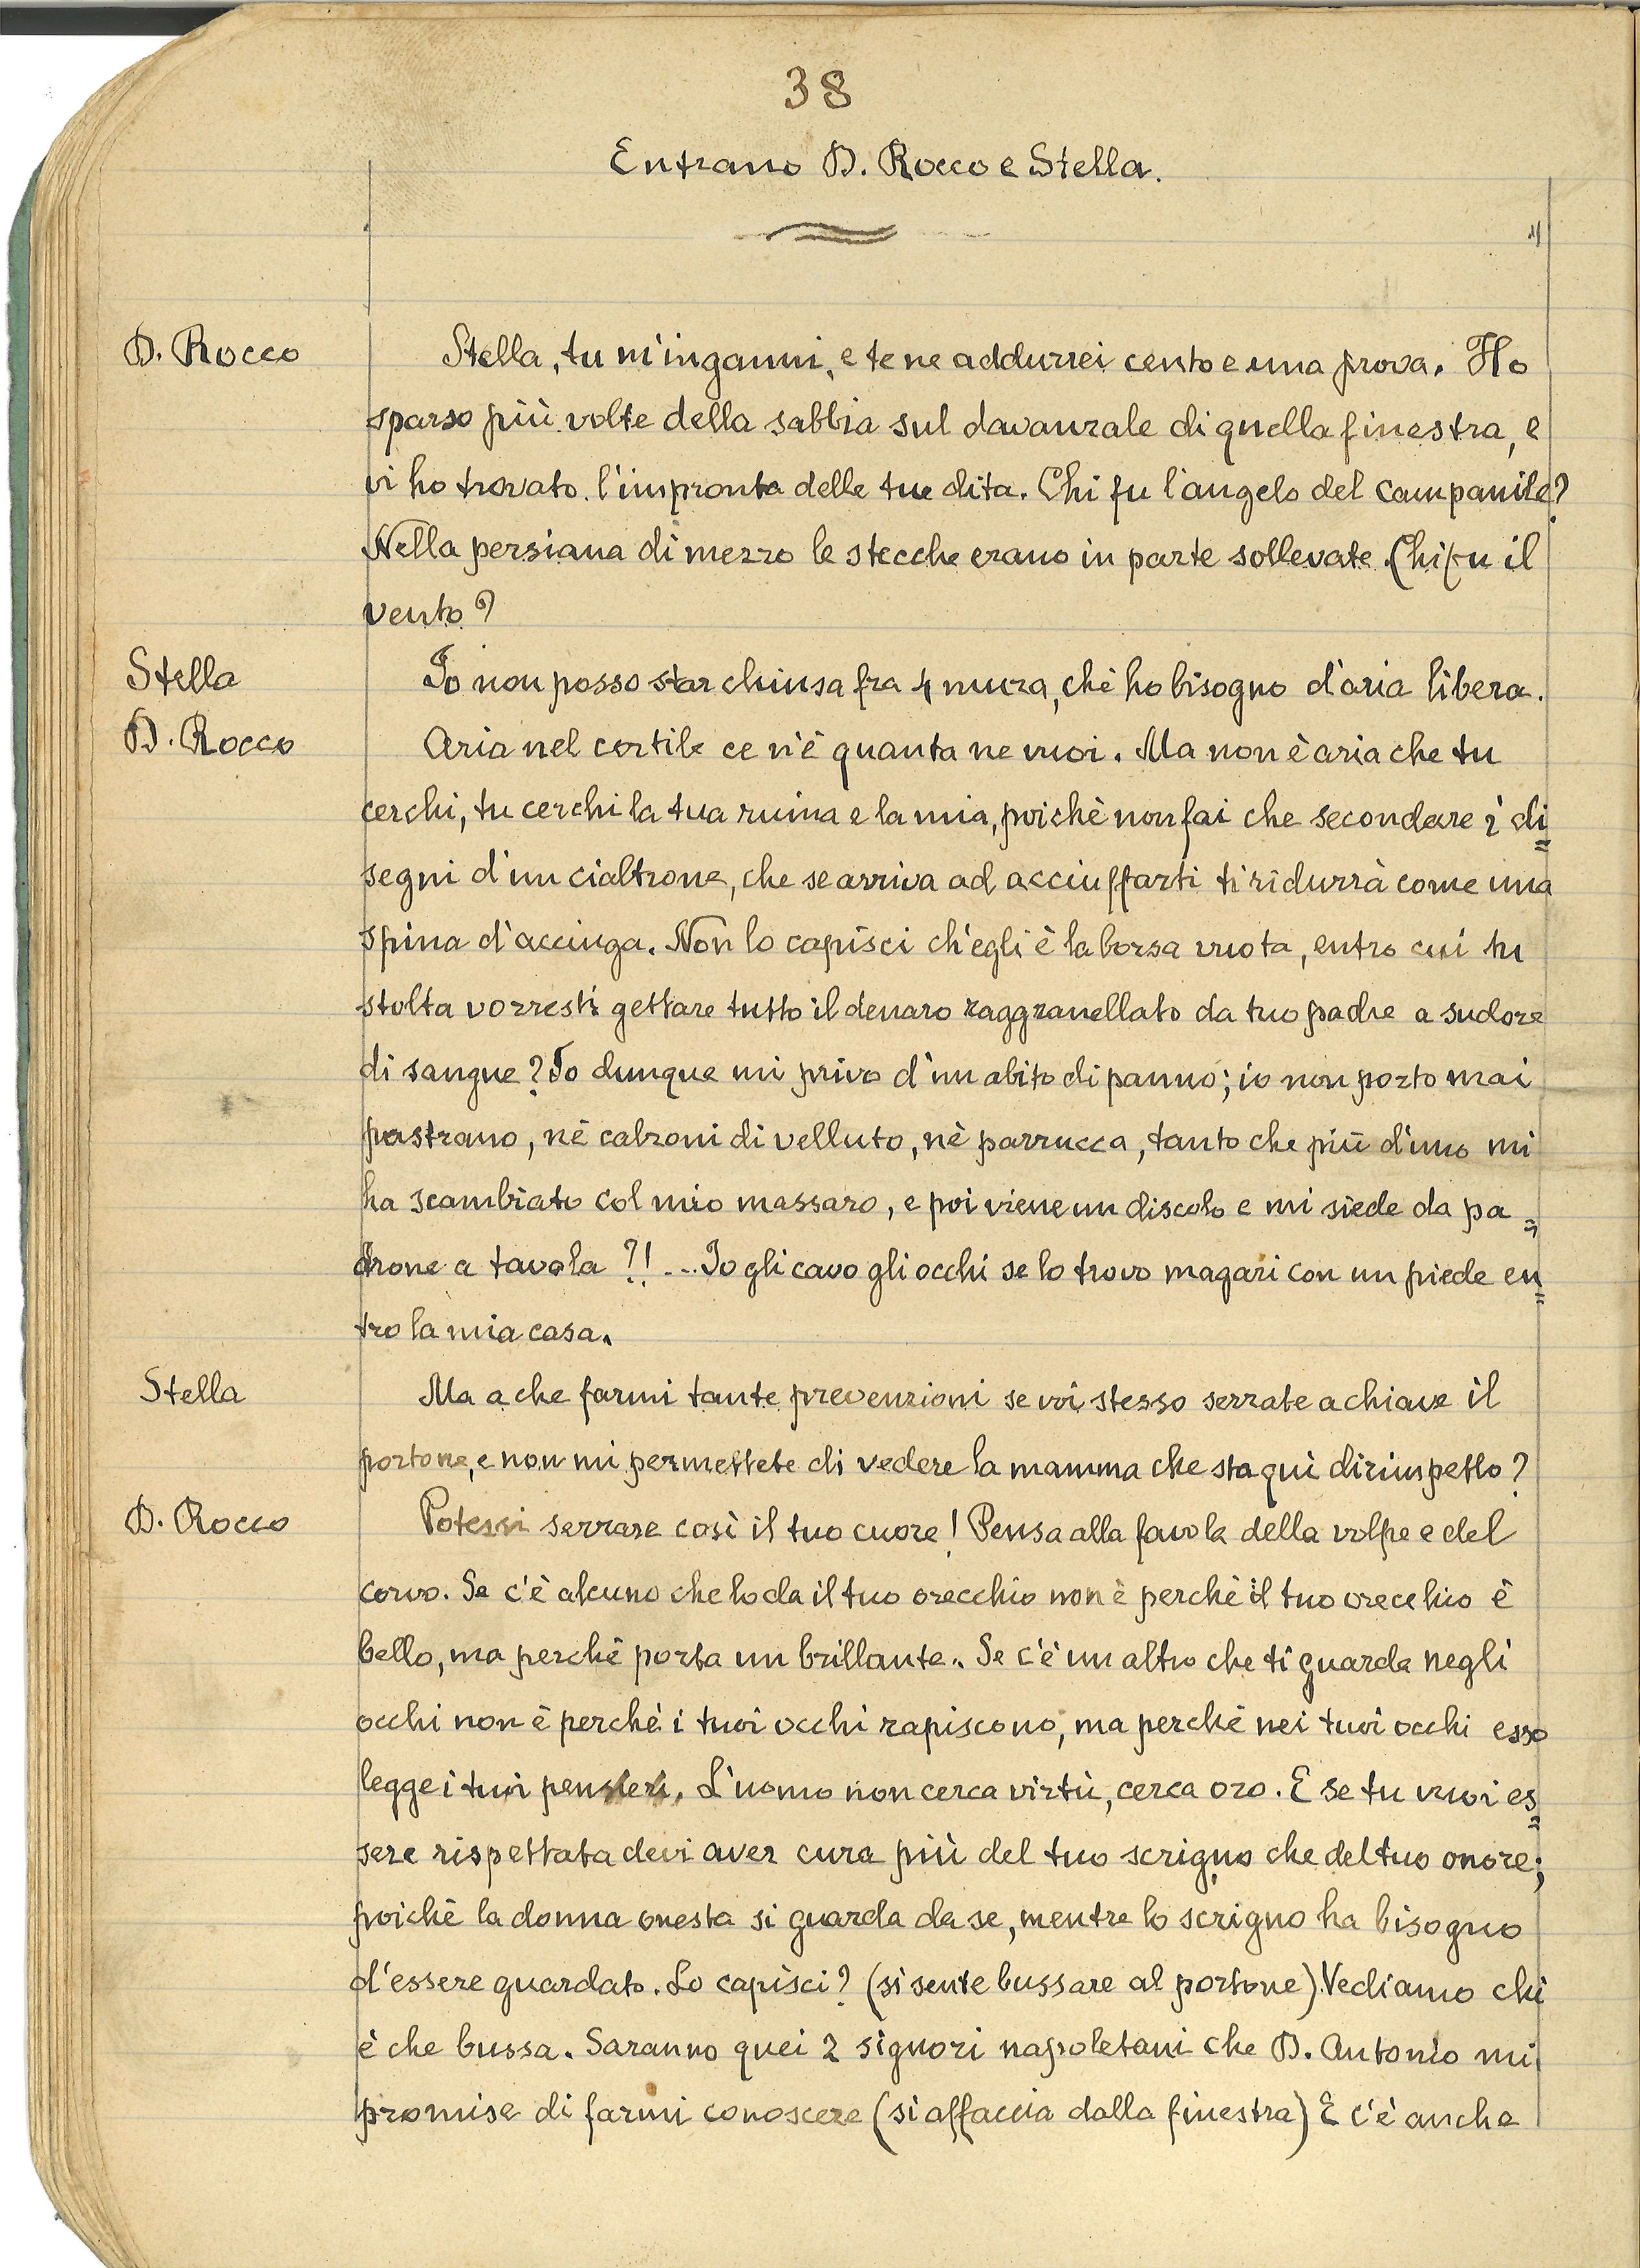 38
Entrano D. Rocco e Stella.
D. Rocco Stella, tu m'inganni, e te ne addurrei cento e una prova. Ho
sparso più volte della sabbia sul davanzale di quella finestra, e
vi ho trovato l'impronta delle tue dita. Chi fu l'angelo del campanile?
Nella persiana di mezzo le stecche erano in parte sollevate. Chi fu il
vento?
Stella Io non posso star chiusa fra 4 mura, chè ho bisogno d'aria libera.
D. Rocco Aria nel cortile ce n'è quanta ne vuoi. Ma non è aria che tu
cerchi, tu cerchi la tua ruina e la mia, poichè non fai che secondare i di=
segni d'un cialtrone, che se arriva ad acciuffarti ti ridurrà come una
spina d'acciuga. Non lo capisci ch'egli è la borsa vuota, entro cui tu
stolta vorresti gettare tutto il denaro raggranellato da tuo padre a sudore
di sangue? Io dunque mi privo d'un abito di panno; io non porto mai
pastrano, nè calzoni di velluto, nè parrucca, tanto che più d'uno mi
ha scambiato col mio massaro, e poi viene un discolo e mi siede da pa=
drone a tavola?!... Io gli cavo gli occhi se lo trovo magari con un piede en=
tro la mia casa.
Stella Ma a che farmi tante prevenzioni se voi stesso serrate a chiave il
portone, e non mi permettete di vedere la mamma che sta qui dirimpetto?
D. Rocco Potessi serrare così il tuo cuore! Pensa alla favola della volpe e del
corvo. Se c'è alcuno che loda il tuo orecchio non è perchè il tuo orecchio è
bello, ma perchè porta un brillante. Se c'è un altro che ti guarda negli
occhi non è perchè i tuoi occhi rapiscono, ma perchè nei tuoi occhi esso
legge i tuoi pensieri. L'uomo non cerca virtù, cerca oro. E se tu vuoi es=
sere rispettata devi aver cura più del tuo scrigno che del tuo onore;
poichè la donna onesta si guarda da se, mentre lo scrigno ha bisogno
d'essere guardato. Lo capisci? (si sente bussare al portone). Vediamo chi
è che bussa. Saranno quei 2 signori napoletani che D. Antonio mi
promise di farmi conoscere (si affaccia dalla finestra) E c'è anche